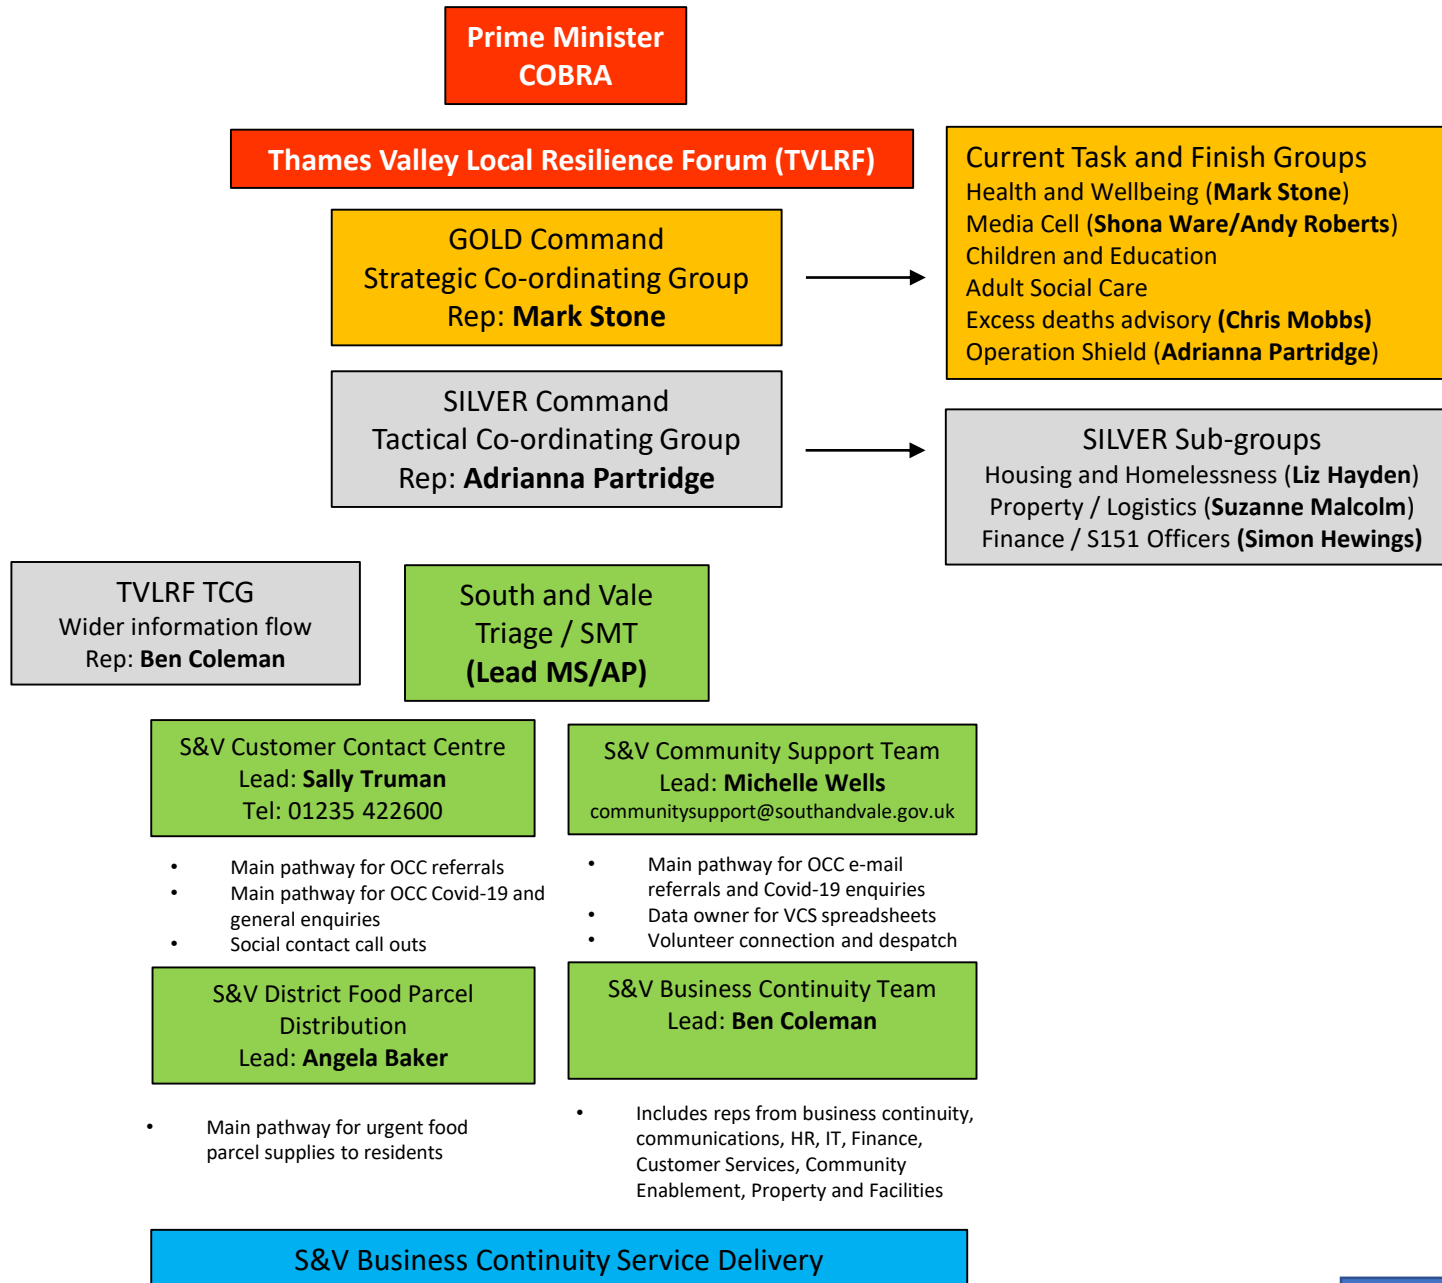 Prime Minister
COBRA
Thames Valley Local Resilience Forum (TVLRF)
GOLD Command
Strategic Co-ordinating Group
Rep: Mark Stone
Current Task and Finish Groups
Health and Wellbeing (Mark Stone)
Media Cell (Shona Ware/Andy Roberts)
Children and Education
Adult Social Care
Excess deaths advisory (Chris Mobbs)
Operation Shield (Adrianna Partridge)
SILVER Command
Tactical Co-ordinating Group
Rep: Adrianna Partridge
SILVER Sub-groups
Housing and Homelessness (Liz Hayden)
Property / Logistics (Suzanne Malcolm)
Finance / S151 Officers (Simon Hewings)
TVLRF TCG
Wider information flow
Rep: Ben Coleman
South and Vale
Triage / SMT
(Lead MS/AP)
S&V Customer Contact Centre
Lead: Sally Truman
Tel: 01235 422600
• Main pathway for OCC referrals
• Main pathway for OCC Covid-19 and
general enquiries
• Social contact call outs
S&V Community Support Team
Lead: Michelle Wells
communitysupport@southandvale.gov.uk
• Main pathway for OCC e-mail
referrals and Covid-19 enquiries
• Data owner for VCS spreadsheets
• Volunteer connection and despatch
S&V District Food Parcel
Distribution
Lead: Angela Baker
• Main pathway for urgent food
parcel supplies to residents
S&V Business Continuity Team
Lead: Ben Coleman
• Includes reps from business continuity,
communications, HR, IT, Finance,
Customer Services, Community
Enablement, Property and Facilities
S&V Business Continuity Service Delivery